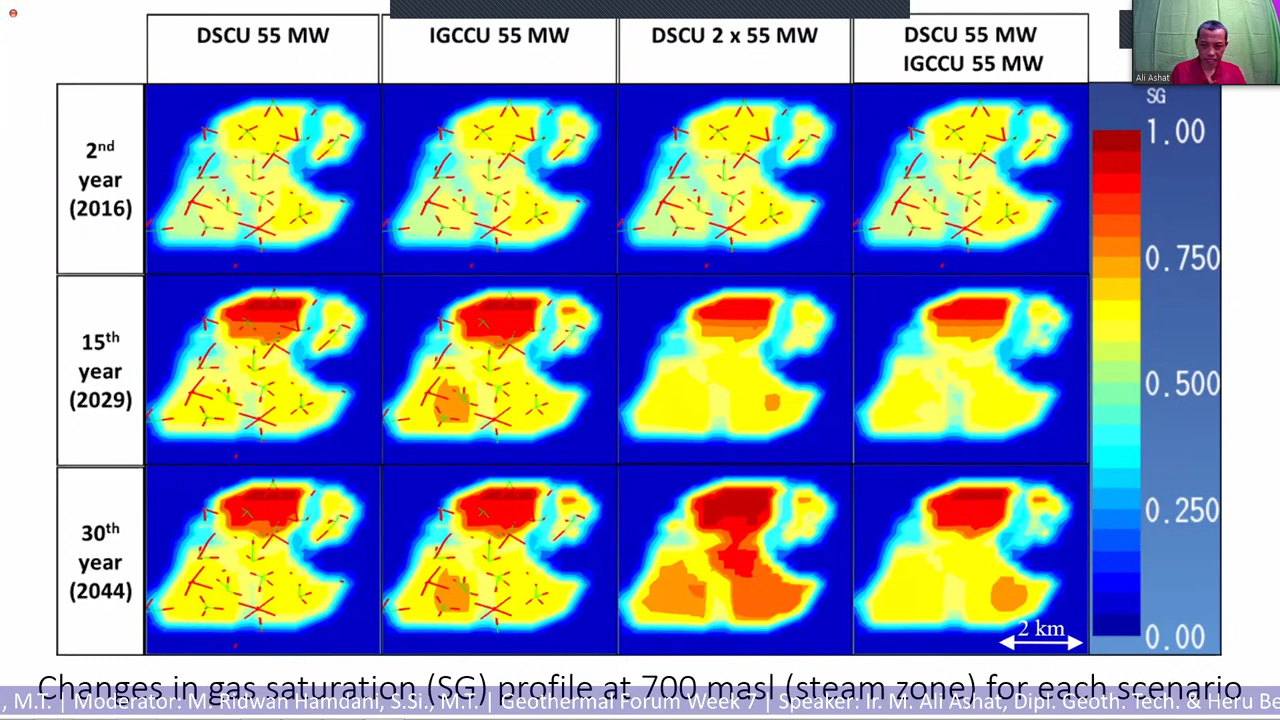 DSCU 55 MW
IGCCU 55 MW
DSCU 2 x 55 MW
DSCU 55 MW
IGCCU 55 MW
Ali Ashat
SG
1.00
0.750
0.500
0.250
0.00
2nd
year
(2016)
15th
year
(2029)
30th
year
(2044)
2 km
Changes in gas saturation (SG) profile at 700 masl (steam zone) for each scenario
, M.T. | Moderator: M. Ridwan Hamdani, S.Si., M.T. | Geothermal Forum Week 7 | Speaker: Ir. M. Ali Ashat, Dipl. Geoth. Tech. & Heru Be